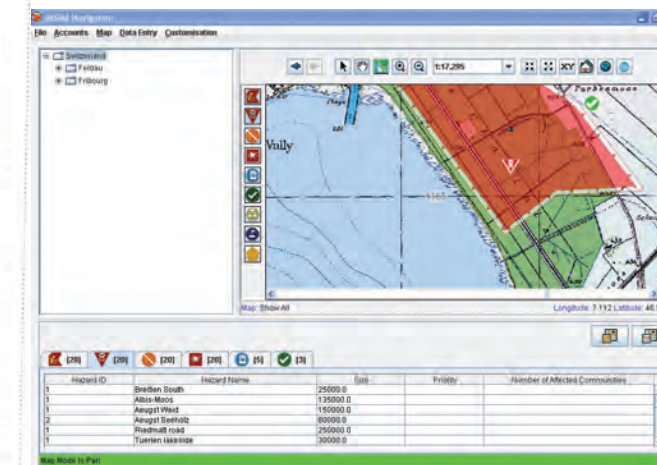 IMSMA Navigation
File Accounts Map Data Entry Customisation
Switzerland
Feldau
Fribourg
1:17,295
XY
Vully
1165
Map: Show All
Longitude: 7.112 Latitude: 46.
[20] [20] [20] [20] [5] [3]
Hazard ID Hazard Name Size Priority Number of Affected Communities
1 Breiten South 25000.0
1 Albis-Moos 135000.0
1 Aeugst Weid 150000.0
2 Aeugst Seeholz 80000.0
1 Riedmatt road 250000.0
1 Tuerlen lakeside 30000.0
Map Mode Is Pan